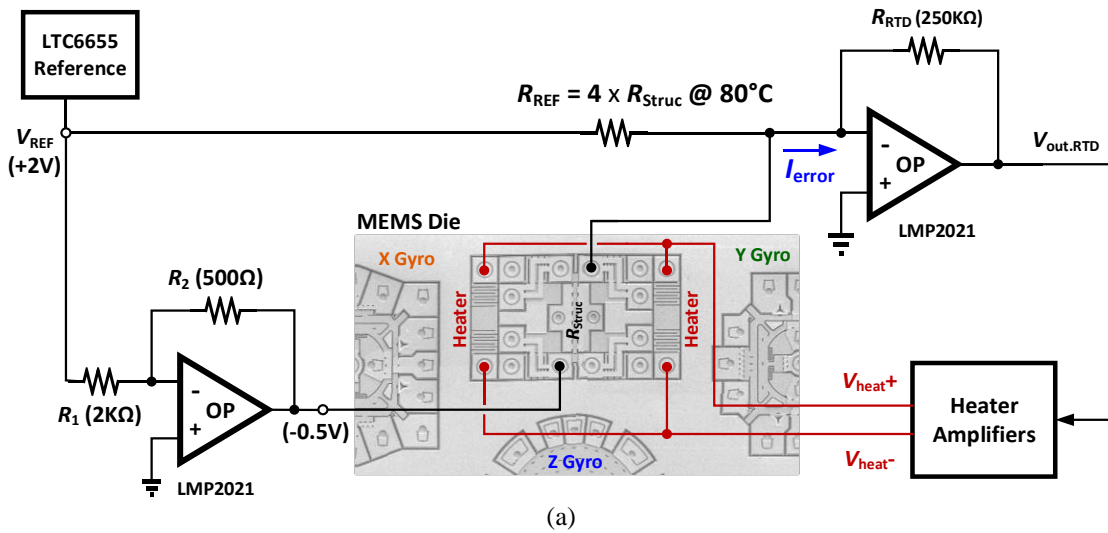 LTC6655
Reference
V_REF
(+2V)
R_REF = 4 x R_Struc @ 80°C
R_RTD (250KΩ)
-
OP
+
I_error
LMP2021
V_out.RTD
MEMS Die
X Gyro
Y Gyro
Heater
R_Struc
Heater
Z Gyro
R_2 (500Ω)
R_1 (2KΩ)
-
OP
+
(-0.5V)
LMP2021
V_heat+
V_heat-
Heater
Amplifiers
(a)